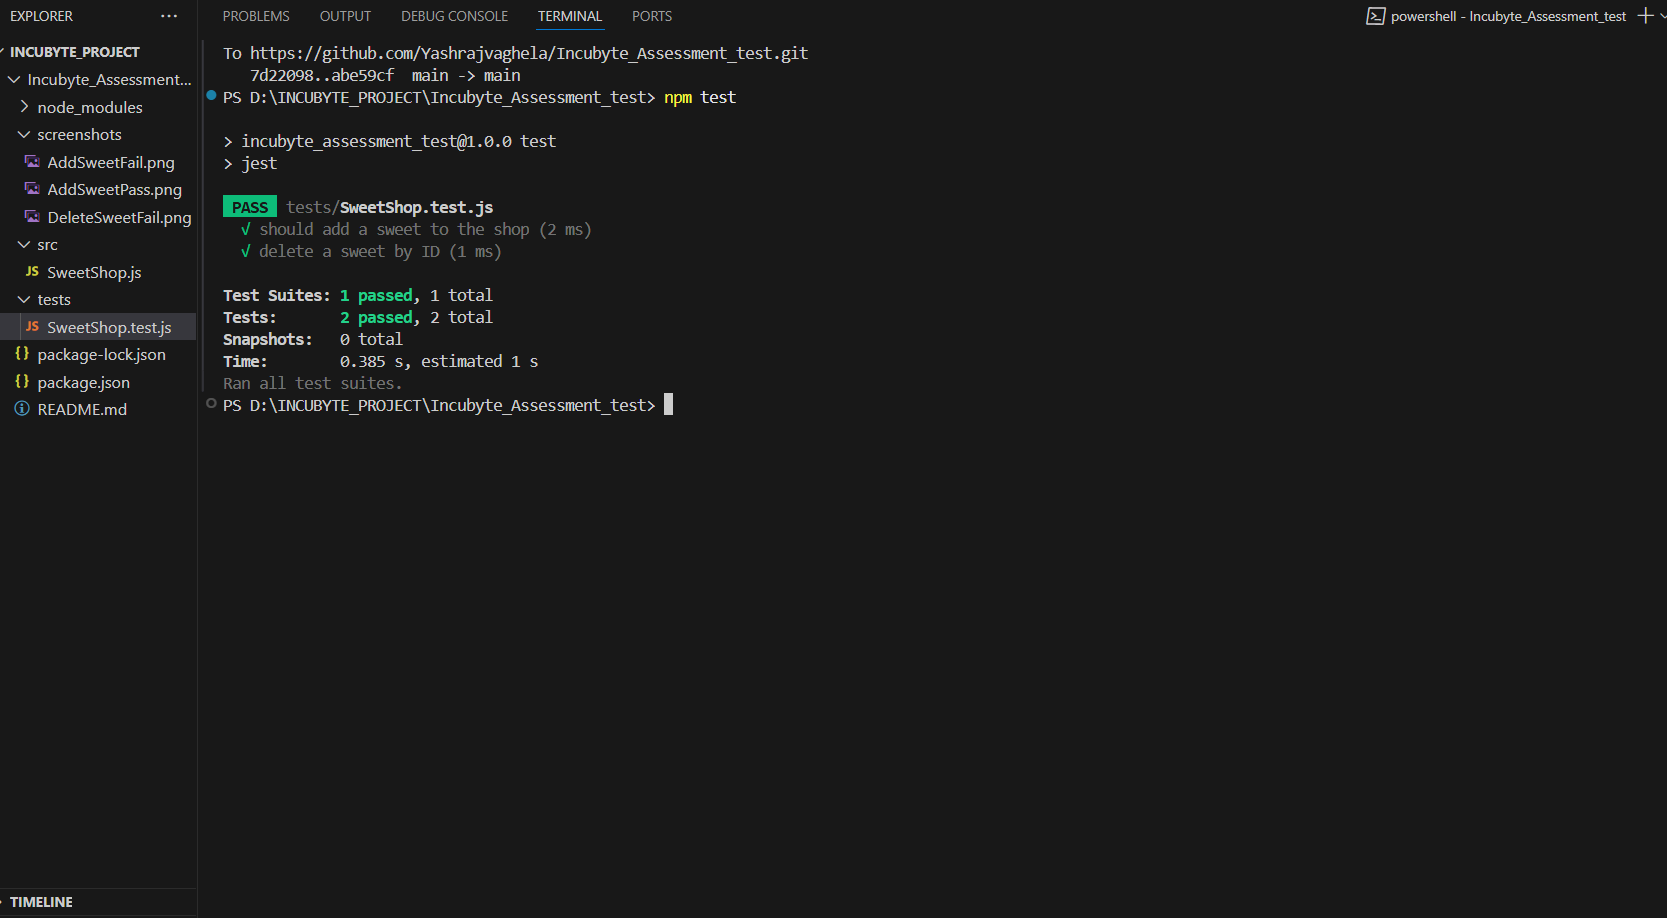 EXPLORER ...
INCUBYTE_PROJECT
Incubyte_Assessment...
node_modules
screenshots
AddSweetFail.png
AddSweetPass.png
DeleteSweetFail.png
src
JS SweetShop.js
tests
JS SweetShop.test.js
{} package-lock.json
{} package.json
README.md
TIMELINE
PROBLEMS OUTPUT DEBUG CONSOLE TERMINAL PORTS
powershell - Incubyte_Assessment_test
To https://github.com/Yashrajvaghela/Incubyte_Assessment_test.git
7d22098..abe59cf main -> main
PS D:\INCUBYTE_PROJECT\Incubyte_Assessment_test> npm test
> incubyte_assessment_test@1.0.0 test
> jest
PASS tests/SweetShop.test.js
√ should add a sweet to the shop (2 ms)
√ delete a sweet by ID (1 ms)
Test Suites: 1 passed, 1 total
Tests: 2 passed, 2 total
Snapshots: 0 total
Time: 0.385 s, estimated 1 s
Ran all test suites.
PS D:\INCUBYTE_PROJECT\Incubyte_Assessment_test>